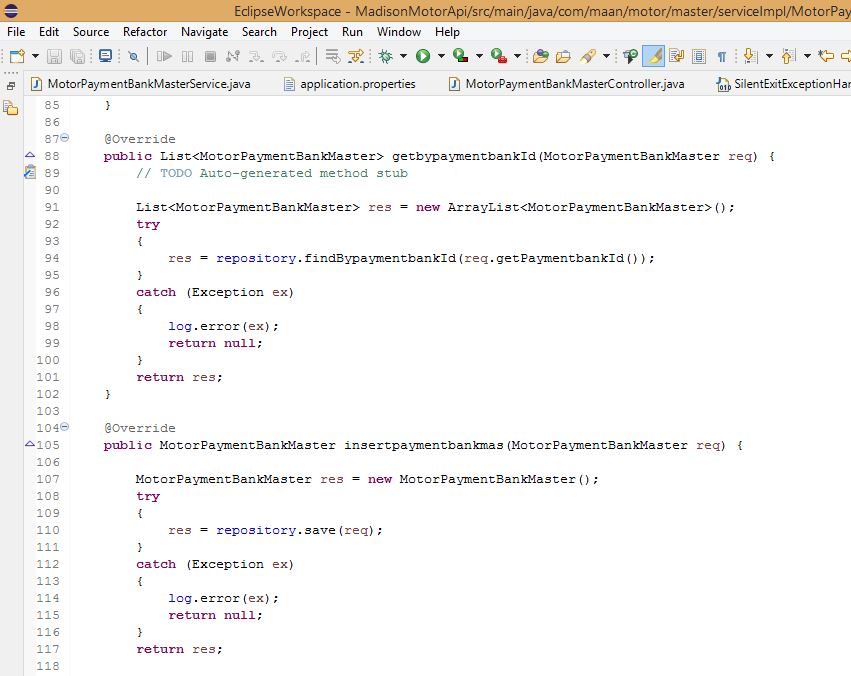 EclipseWorkspace - MadisonMotorApi/src/main/java/com/maan/motor/master/serviceImpl/MotorPay
File Edit Source Refactor Navigate Search Project Run Window Help
MotorPaymentBankMasterService.java application.properties MotorPaymentBankMasterController.java SilentExitExceptionHan
85 }
86
87 @Override
88 public List<MotorPaymentBankMaster> getbypaymentbankId(MotorPaymentBankMaster req) {
89 // TODO Auto-generated method stub
90
91 List<MotorPaymentBankMaster> res = new ArrayList<MotorPaymentBankMaster>();
92 try
93 {
94 res = repository.findBypaymentbankId(req.getPaymentbankId());
95 }
96 catch (Exception ex)
97 {
98 log.error(ex);
99 return null;
100 }
101 return res;
102 }
103
104 @Override
105 public MotorPaymentBankMaster insertpaymentbankmas(MotorPaymentBankMaster req) {
106
107 MotorPaymentBankMaster res = new MotorPaymentBankMaster();
108 try
109 {
110 res = repository.save(req);
111 }
112 catch (Exception ex)
113 {
114 log.error(ex);
115 return null;
116 }
117 return res;
118